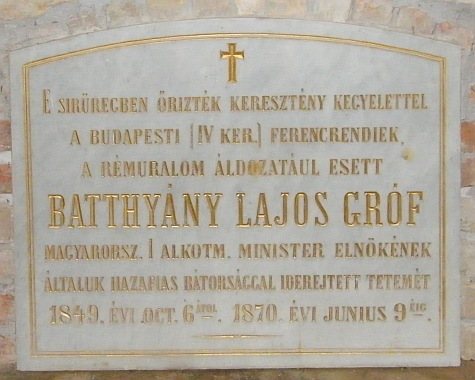 E SIRÜREGBEN ŐRIZTÉK KERESZTÉNY KEGYELETTEL
A BUDAPESTI (IV KER.) FERENCRENDIEK,
A RÉMURALOM ÁLDOZATÁUL ESETT
BATTHYÁNY LAJOS GRÓF
MAGYARORSZ. I ALKOTM. MINISTER ELNÖKÉNEK
ÁLTALUK HAZAFIAS BÁTORSÁGGAL IDEREJTETT TETEMÉT
1849. ÉVI OCT. 6ÁTÓL. 1870. ÉVI JUNIUS 9ÉIG.